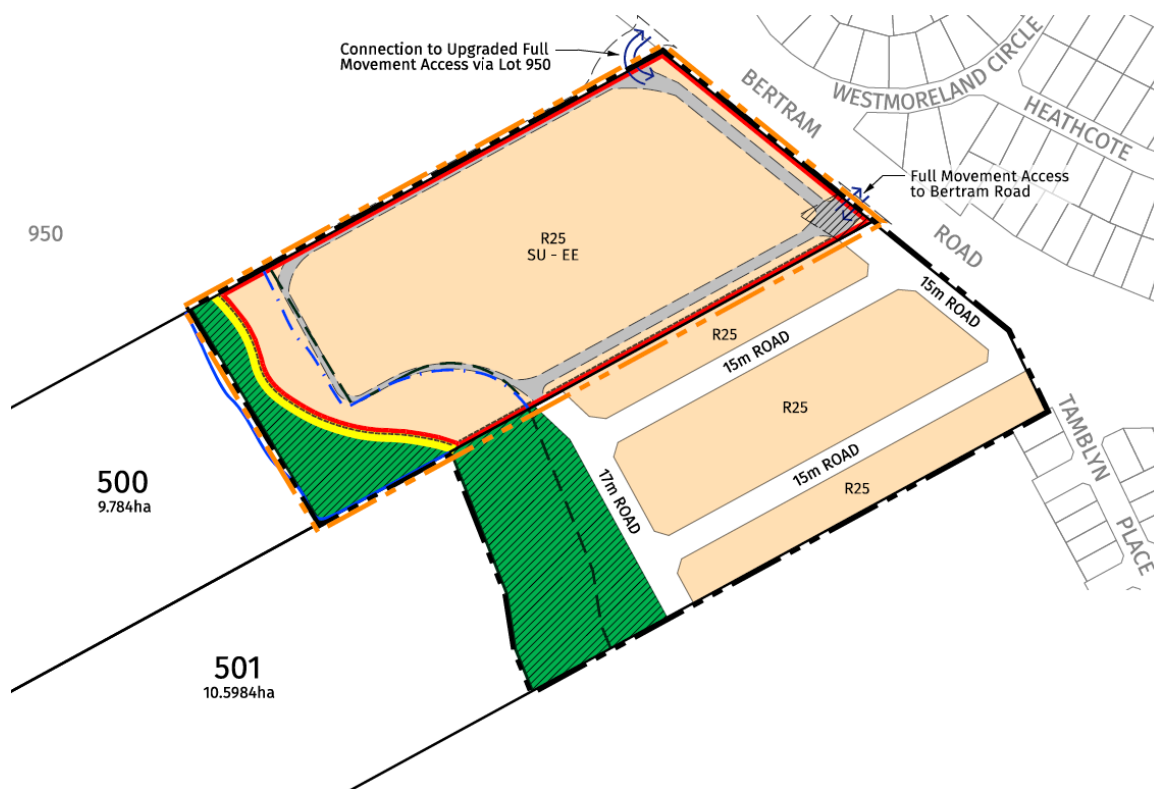 Connection to Upgraded Full
Movement Access via Lot 950
BERTRAM
WESTMORELAND CIRCLE
HEATHCOTE
Full Movement Access
to Bertram Road
950
R25
SU - EE
ROAD
15m ROAD
R25
15m ROAD
R25
TAMBLYN
15m ROAD
500
9.784ha
17m ROAD
R25
PLACE
501
10.5984ha